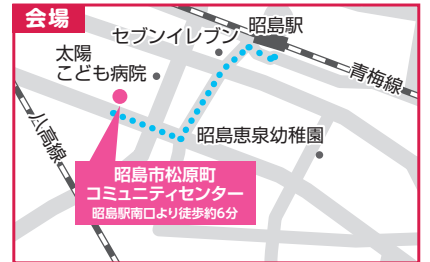 会場
昭島駅
セブンイレブン
太陽
こども病院
青梅線
八高線
昭島恵泉幼稚園
昭島市松原町
コミュニティセンター
昭島駅南口より徒歩約6分